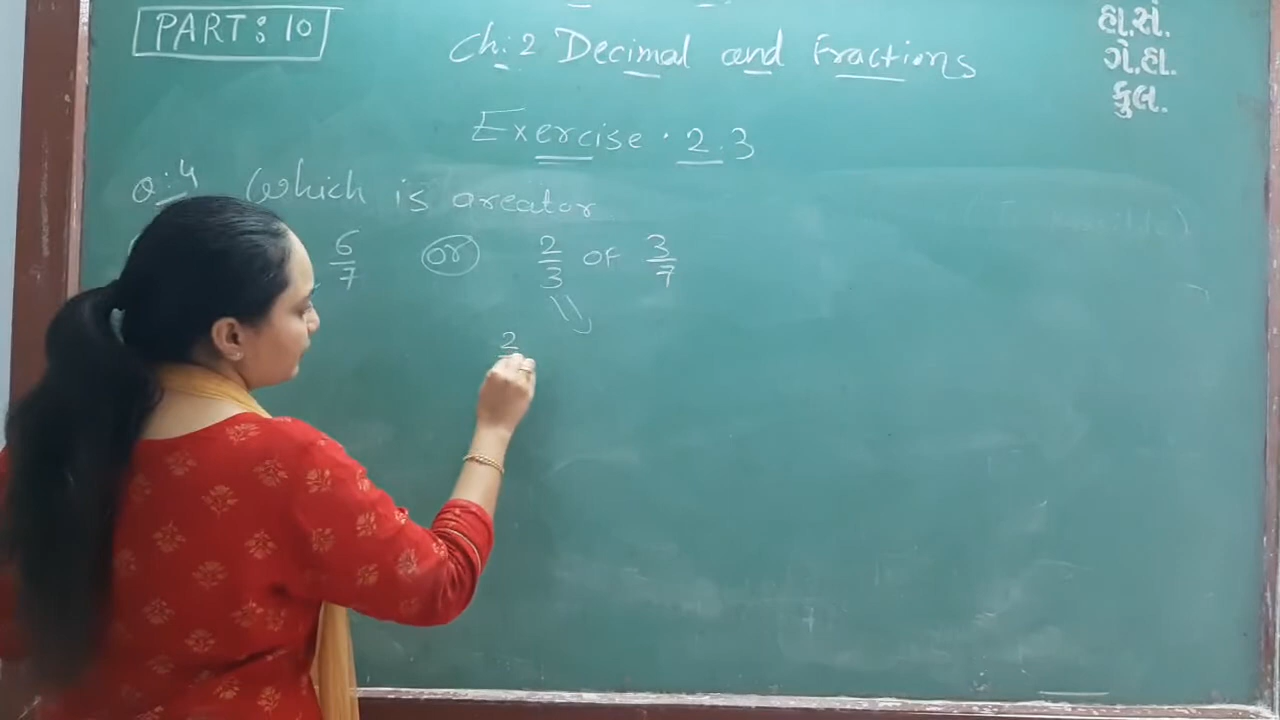 PART: 10
Ch: 2 Decimal and Fractions
હા.સં.
ગે.હા.
કુલ.
Exercise. 2.3
Q:4 Which is areator
6/7 or 2/3 of 3/7
2